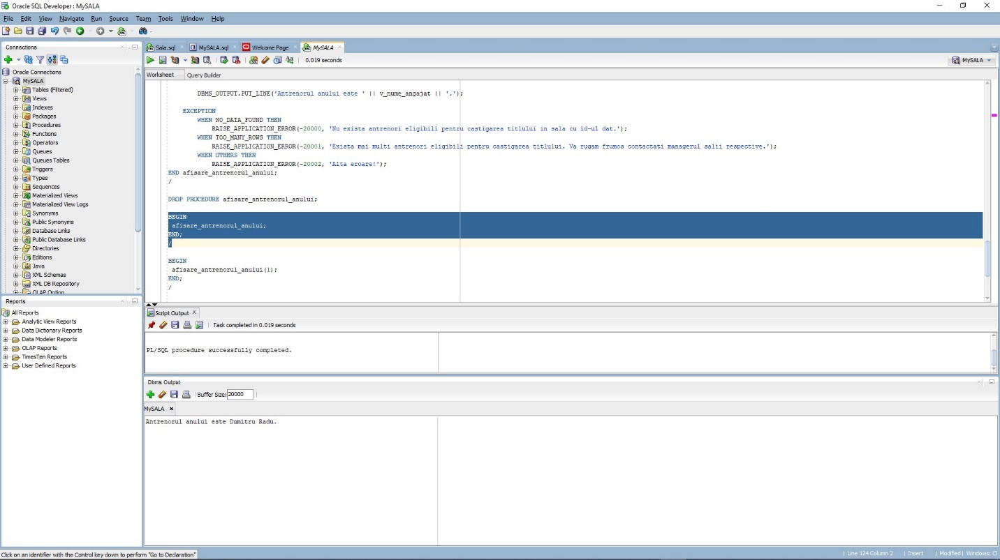 Oracle SQL Developer : MySALA
File Edit View Navigate Run Source Team Tools Window Help
Connections
Oracle Connections
MySALA
Tables (Filtered)
Views
Indexes
Packages
Procedures
Functions
Operators
Queues
Queues Tables
Triggers
Types
Sequences
Materialized Views
Materialized View Logs
Synonyms
Public Synonyms
Database Links
Public Database Links
Directories
Editions
Java
XML Schemas
XML DB Repository
OLAP Option
Reports
All Reports
Analytic View Reports
Data Dictionary Reports
Data Modeler Reports
OLAP Reports
TimesTen Reports
User Defined Reports
Sala.sql MySALA.sql Welcome Page MySALA
0.019 seconds MySALA
Worksheet Query Builder
DBMS_OUTPUT.PUT_LINE('Antrenorul anului este ' || v_nume_angajat || '.');
EXCEPTION
WHEN NO_DATA_FOUND THEN
RAISE_APPLICATION_ERROR(-20000, 'Nu exista antrenori eligibili pentru castigarea titlului in sala cu id-ul dat.');
WHEN TOO_MANY_ROWS THEN
RAISE_APPLICATION_ERROR(-20001, 'Exista mai multi antrenori eligibili pentru castigarea titlului. Va rugam frumos contactati managerul salii respective.');
WHEN OTHERS THEN
RAISE_APPLICATION_ERROR(-20002, 'Alta eroare!');
END afisare_antrenorul_anului;
/
DROP PROCEDURE afisare_antrenorul_anului;
BEGIN
afisare_antrenorul_anului;
END;
/
BEGIN
afisare_antrenorul_anului(1);
END;
/
Script Output
Task completed in 0.019 seconds
PL/SQL procedure successfully completed.
Dbms Output
Buffer Size: 20000
MySALA
Antrenorul anului este Dumitru Radu.
Click on an identifier with the Control key down to perform "Go to Declaration"
Line 124 Column 2 Insert Modified Windows: Cl